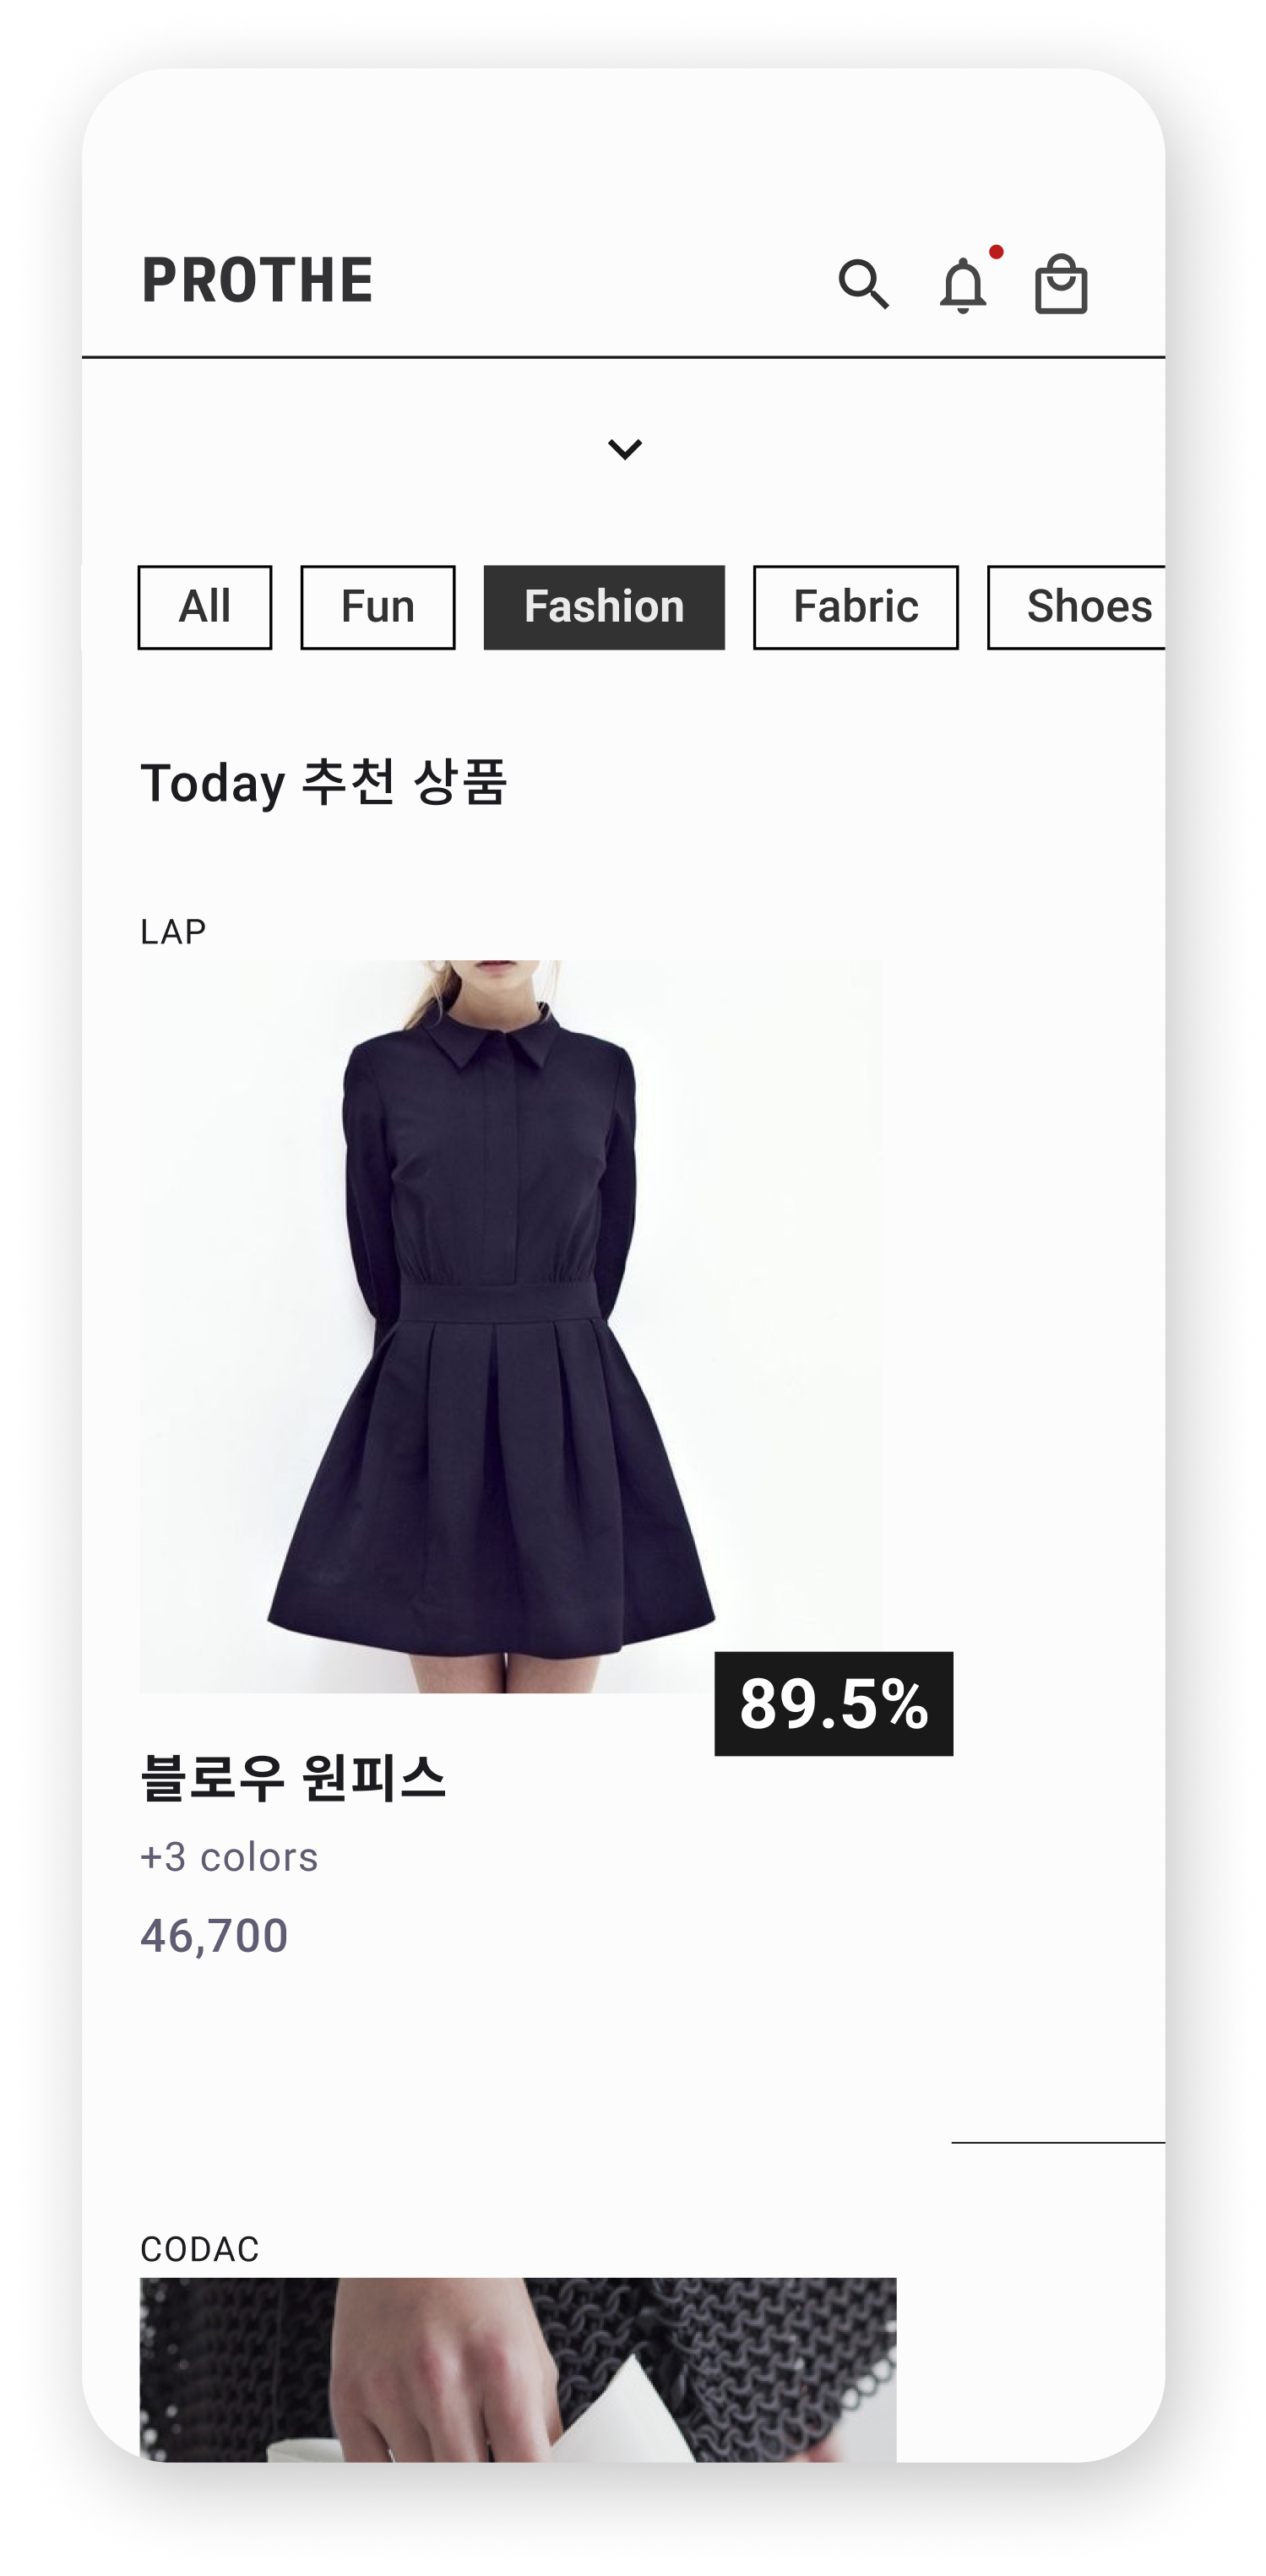 PROTHE
All Fun Fashion Fabric Shoes
Today 추천 상품
LAP
89.5%
블로우 원피스
+3 colors
46,700
CODAC